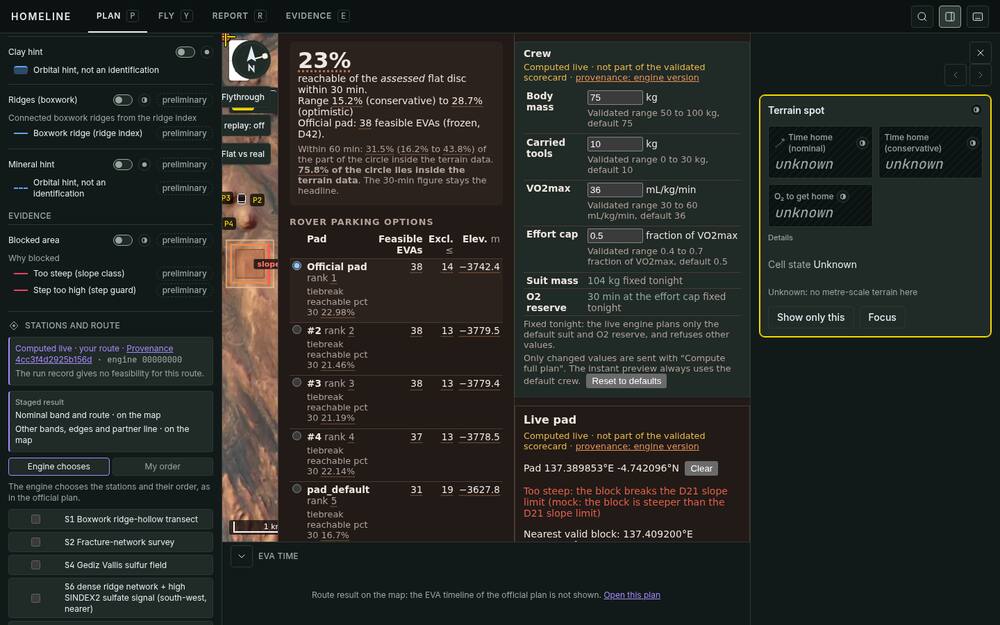 HOMELINE
PLAN P
FLY Y
REPORT R
EVIDENCE E
Clay hint
Orbital hint, not an identification
Ridges (boxwork)
preliminary
Connected boxwork ridges from the ridge index
Boxwork ridge (ridge index)
preliminary
Mineral hint
preliminary
Orbital hint, not an
identification
preliminary
EVIDENCE
Blocked area
preliminary
Why blocked
Too steep (slope class)
preliminary
Step too high (step guard)
preliminary
STATIONS AND ROUTE
Computed live · your route · Provenance
4cc3f4d2925b156d · engine 00000000
The run record gives no feasibility for this route.
Staged result
Nominal band and route · on the map
Other bands, edges and partner line · on the
map
Engine chooses
My order
The engine chooses the stations and their order, as
in the official plan.
S1 Boxwork ridge-hollow transect
S2 Fracture-network survey
S4 Gediz Vallis sulfur field
S6 dense ridge network + high
SINDEX2 sulfate signal (south-west,
nearer)
N
Flythrough
replay: off
Flat vs real
P3
P2
P4
slope
1 km
23%
reachable of the assessed flat disc
within 30 min.
Range 15.2% (conservative) to 28.7%
(optimistic)
Official pad: 38 feasible EVAs (frozen,
D42).
Within 60 min: 31.5% (16.2% to 43.8%) of
the part of the circle inside the terrain data.
75.8% of the circle lies inside the
terrain data. The 30-min figure stays the
headline.
ROVER PARKING OPTIONS
Pad
Feasible
EVAs
Excl.
≤
Elev. m
Official pad 38 14 −3742.4
rank 1
tiebreak
reachable pct
30 22.98%
#2 rank 2 38 13 −3779.5
tiebreak
reachable pct
30 21.46%
#3 rank 3 38 13 −3779.4
tiebreak
reachable pct
30 21.19%
#4 rank 4 37 13 −3778.5
tiebreak
reachable pct
30 22.14%
pad_default 31 19 −3627.8
rank 5
tiebreak
reachable pct
30 16.7%
Crew
Computed live · not part of the validated
scorecard · provenance: engine version
Body
mass
75 kg
Validated range 50 to 100 kg,
default 75
Carried
tools
10 kg
Validated range 0 to 30 kg,
default 10
VO2max
36 mL/kg/min
Validated range 30 to 60
mL/kg/min, default 36
Effort cap
0.5 fraction of VO2max
Validated range 0.4 to 0.7
fraction of VO2max, default 0.5
Suit mass
104 kg fixed tonight
O2
reserve
30 min at the effort cap fixed
tonight
Fixed tonight: the live engine plans only the
default suit and O2 reserve, and refuses other
values.
Only changed values are sent with "Compute
full plan". The instant preview always uses the
default crew. Reset to defaults
Live pad
Computed live · not part of the validated
scorecard · provenance: engine version
Pad 137.389853°E -4.742096°N Clear
Too steep: the block breaks the D21 slope
limit (mock: the block is steeper than the
D21 slope limit)
Nearest valid block: 137.409200°E
EVA TIME
Route result on the map: the EVA timeline of the official plan is not shown. Open this plan
Terrain spot
Time home
(nominal)
unknown
Time home
(conservative)
unknown
O₂ to get home
unknown
Details
Cell state Unknown
Unknown: no metre-scale terrain here
Show only this
Focus